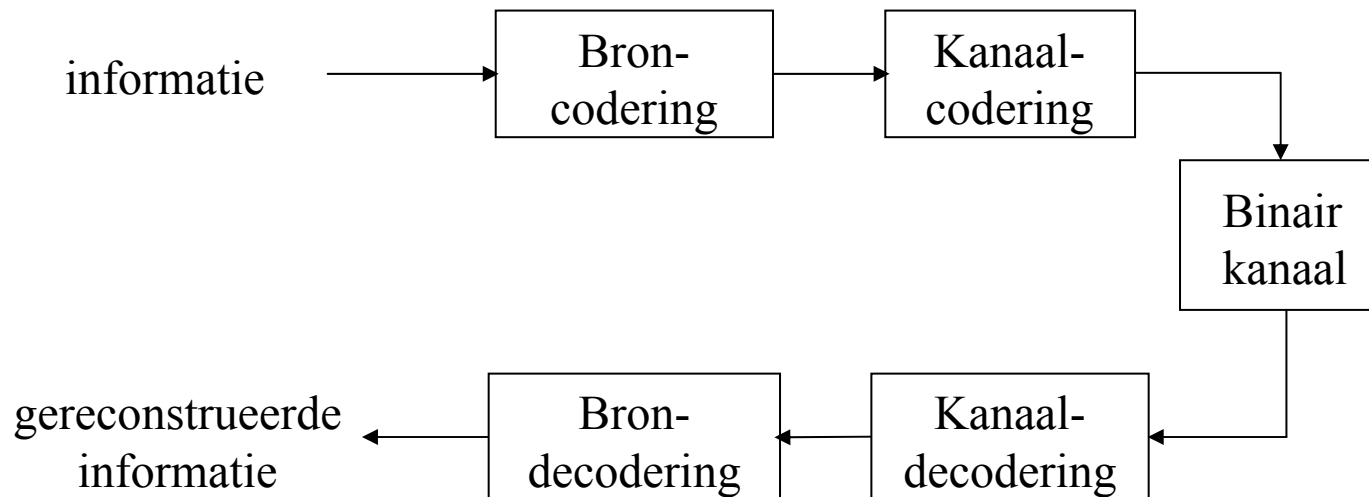 informatie
Bron-
codering
Kanaal-
codering
Binair
kanaal
gereconstrueerde
informatie
Bron-
decodering
Kanaal-
decodering